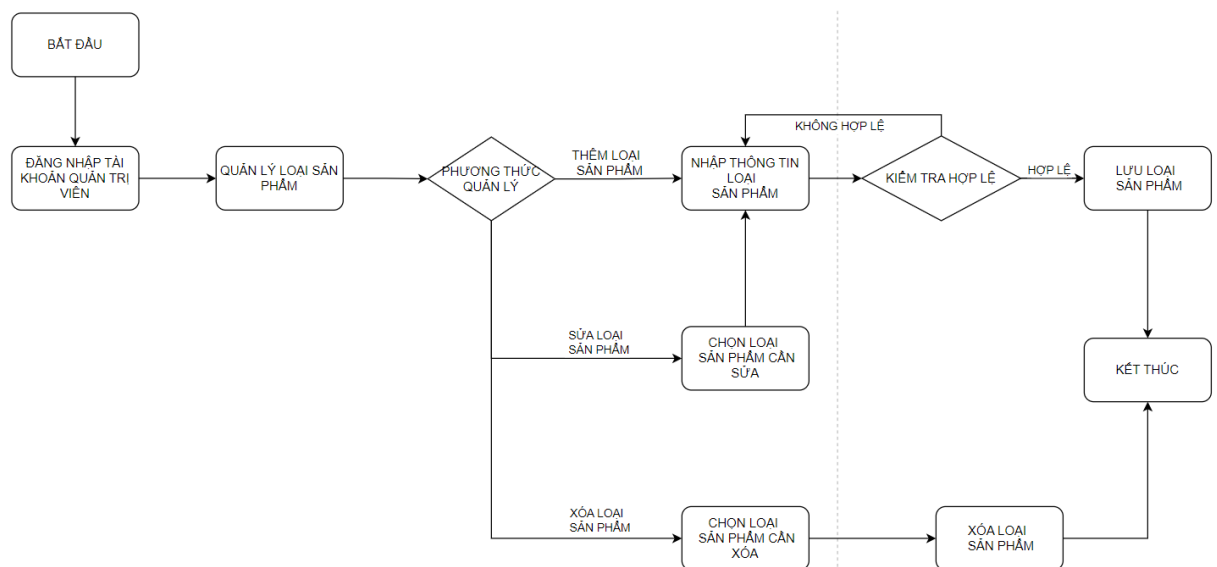 BẮT ĐẦU
ĐĂNG NHẬP TÀI
KHOẢN QUẢN TRỊ
VIÊN
QUẢN LÝ LOẠI SẢN
PHẨM
PHƯƠNG THỨC
QUẢN LÝ
THÊM LOẠI
SẢN PHẨM
NHẬP THÔNG TIN
LOẠI
SẢN PHẨM
KHÔNG HỢP LỆ
KIỂM TRA HỢP LỆ
HỢP LỆ
LƯU LOẠI
SẢN PHẨM
SỬA LOẠI
SẢN PHẨM
CHỌN LOẠI
SẢN PHẨM CẦN
SỬA
KẾT THÚC
XÓA LOẠI
SẢN PHẨM
CHỌN LOẠI
SẢN PHẨM CẦN
XÓA
XÓA LOẠI
SẢN PHẨM